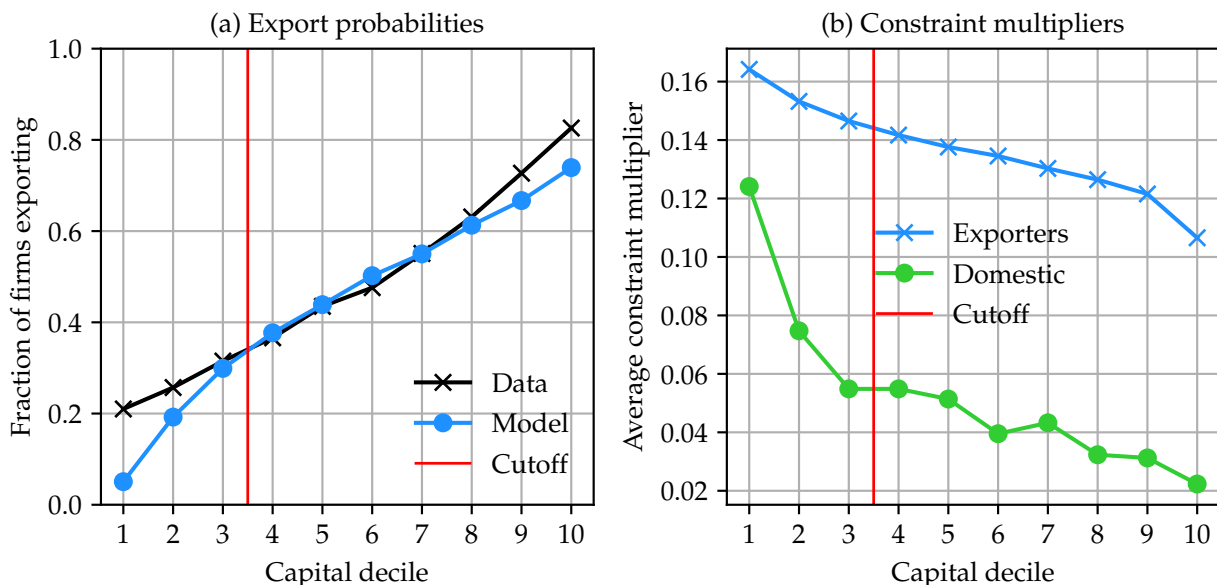 (a) Export probabilities
Fraction of firms exporting
1.0
0.8
0.6
0.4
0.2
0.0
Data
Model
Cutoff
1 2 3 4 5 6 7 8 9 10
Capital decile
(b) Constraint multipliers
Average constraint multiplier
0.16
0.14
0.12
0.10
0.08
0.06
0.04
0.02
Exporters
Domestic
Cutoff
1 2 3 4 5 6 7 8 9 10
Capital decile